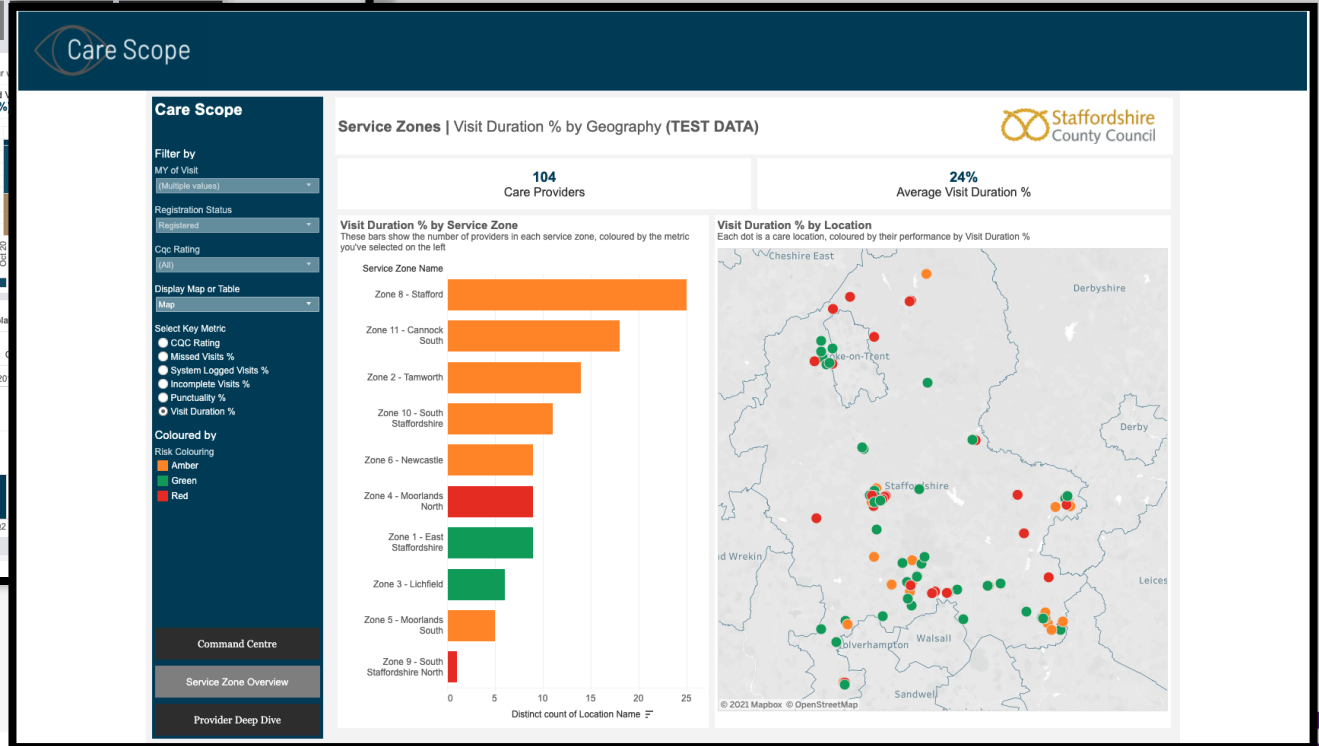 Care Scope
Care Scope
Filter by
MY of Visit
(Multiple values)
Registration Status
Registered
Cqc Rating
(All)
Display Map or Table
Map
Select Key Metric
CQC Rating
Missed Visits %
System Logged Visits %
Incomplete Visits %
Punctuality %
Visit Duration %
Coloured by
Risk Colouring
Amber
Green
Red
Command Centre
Service Zone Overview
Provider Deep Dive
Service Zones | Visit Duration % by Geography (TEST DATA)
Staffordshire
County Council
104
Care Providers
24%
Average Visit Duration %
Visit Duration % by Service Zone
These bars show the number of providers in each service zone, coloured by the metric
you've selected on the left
Service Zone Name
Zone 8 - Stafford
Zone 11 - Cannock
South
Zone 2 - Tamworth
Zone 10 - South
Staffordshire
Zone 6 - Newcastle
Zone 4 - Moorlands
North
Zone 1 - East
Staffordshire
Zone 3 - Lichfield
Zone 5 - Moorlands
South
Zone 9 - South
Staffordshire North
0 5 10 15 20 25
Distinct count of Location Name
Visit Duration % by Location
Each dot is a care location, coloured by their performance by Visit Duration %
Cheshire East
Derbyshire
oke-on-Trent
Derby
Staffordshire
d Wrekin
Leices
Walsall
olverhampton
Sandwell
© 2021 Mapbox © OpenStreetMap
Oct 20